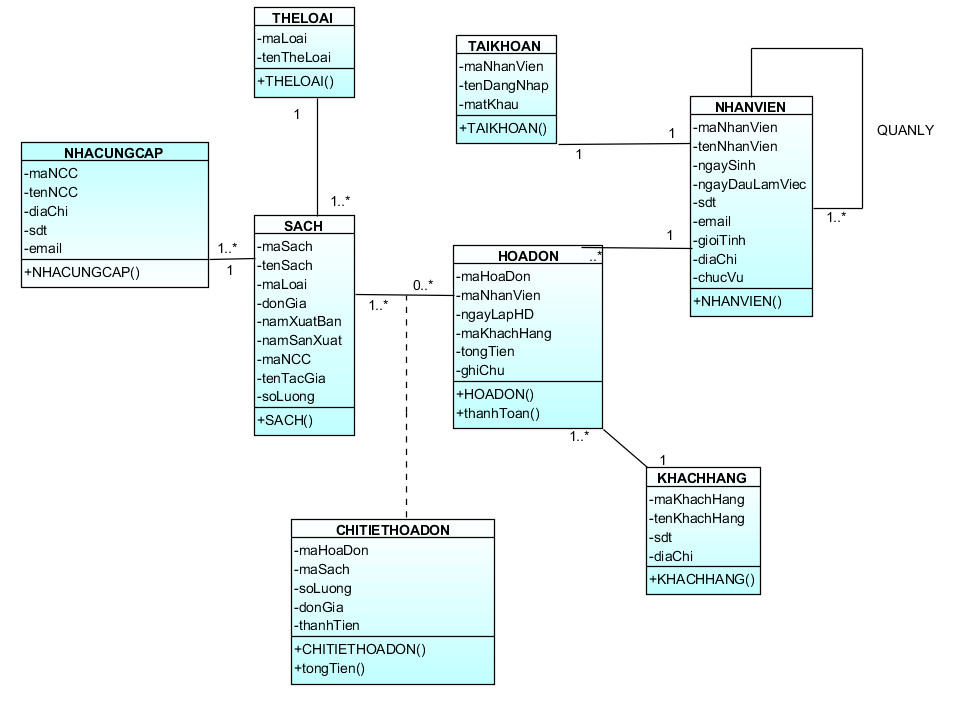 THELOAI
-maLoai
-tenTheLoai
+THELOAI()
1
1..*
TAIKHOAN
-maNhanVien
-tenDangNhap
-matKhau
+TAIKHOAN()
1
1
NHANVIEN
-maNhanVien
-tenNhanVien
-ngaySinh
-ngayDauLamViec
-sdt
-email
-gioiTinh
-diaChi
-chucVu
+NHANVIEN()
QUANLY
1..*
NHACUNGCAP
-maNCC
-tenNCC
-diaChi
-sdt
-email
+NHACUNGCAP()
1..*
1
SACH
-maSach
-tenSach
-maLoai
-donGia
-namXuatBan
-namSanXuat
-maNCC
-tenTacGia
-soLuong
+SACH()
0..*
1..*
1
..*
HOADON
-maHoaDon
-maNhanVien
-ngayLapHD
-maKhachHang
-tongTien
-ghiChu
+HOADON()
+thanhToan()
1..*
1
KHACHHANG
-maKhachHang
-tenKhachHang
-sdt
-diaChi
+KHACHHANG()
CHITIETHOADON
-maHoaDon
-maSach
-soLuong
-donGia
-thanhTien
+CHITIETHOADON()
+tongTien()